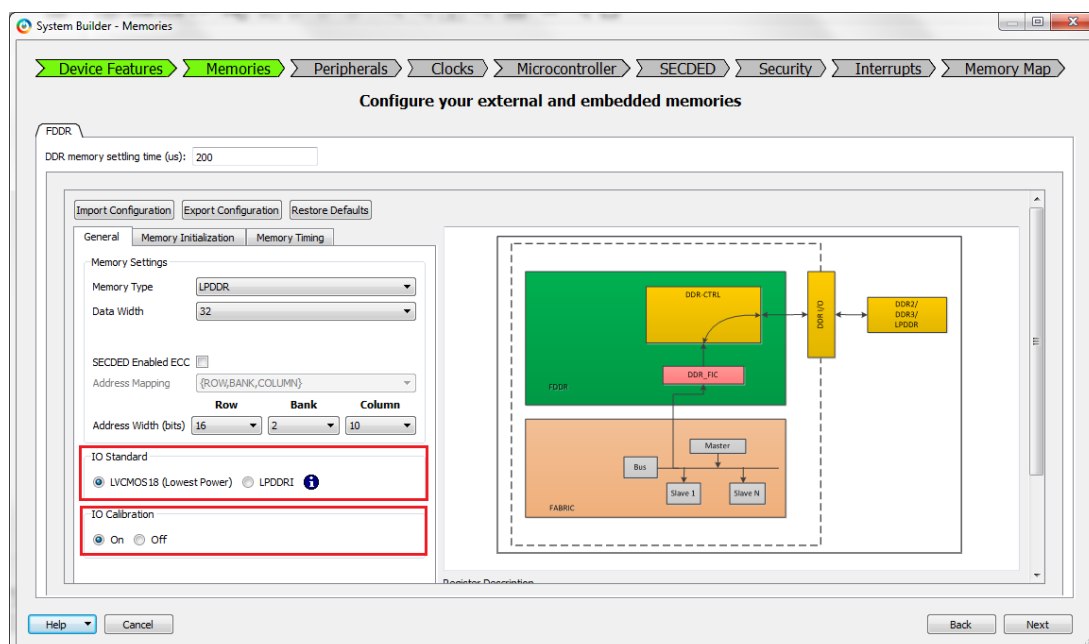 System Builder - Memories
Device Features Memories Peripherals Clocks Microcontroller SECDED Security Interrupts Memory Map
Configure your external and embedded memories
FDDR
DDR memory settling time (us): 200
Import Configuration Export Configuration Restore Defaults
General Memory Initialization Memory Timing
Memory Settings
Memory Type LPDDR
Data Width 32
SECDED Enabled ECC
Address Mapping {ROW,BANK,COLUMN}
Row Bank Column
Address Width (bits) 16 2 10
IO Standard
LVCMOS18 (Lowest Power) LPDDRI
IO Calibration
On Off
DDR-CTRL
DDR I/O
DDR2/
DDR3/
LPDDR
DDR_FIC
FDDR
Master
Bus
Slave 1 Slave N
FABRIC
Register Description
Help Cancel Back Next